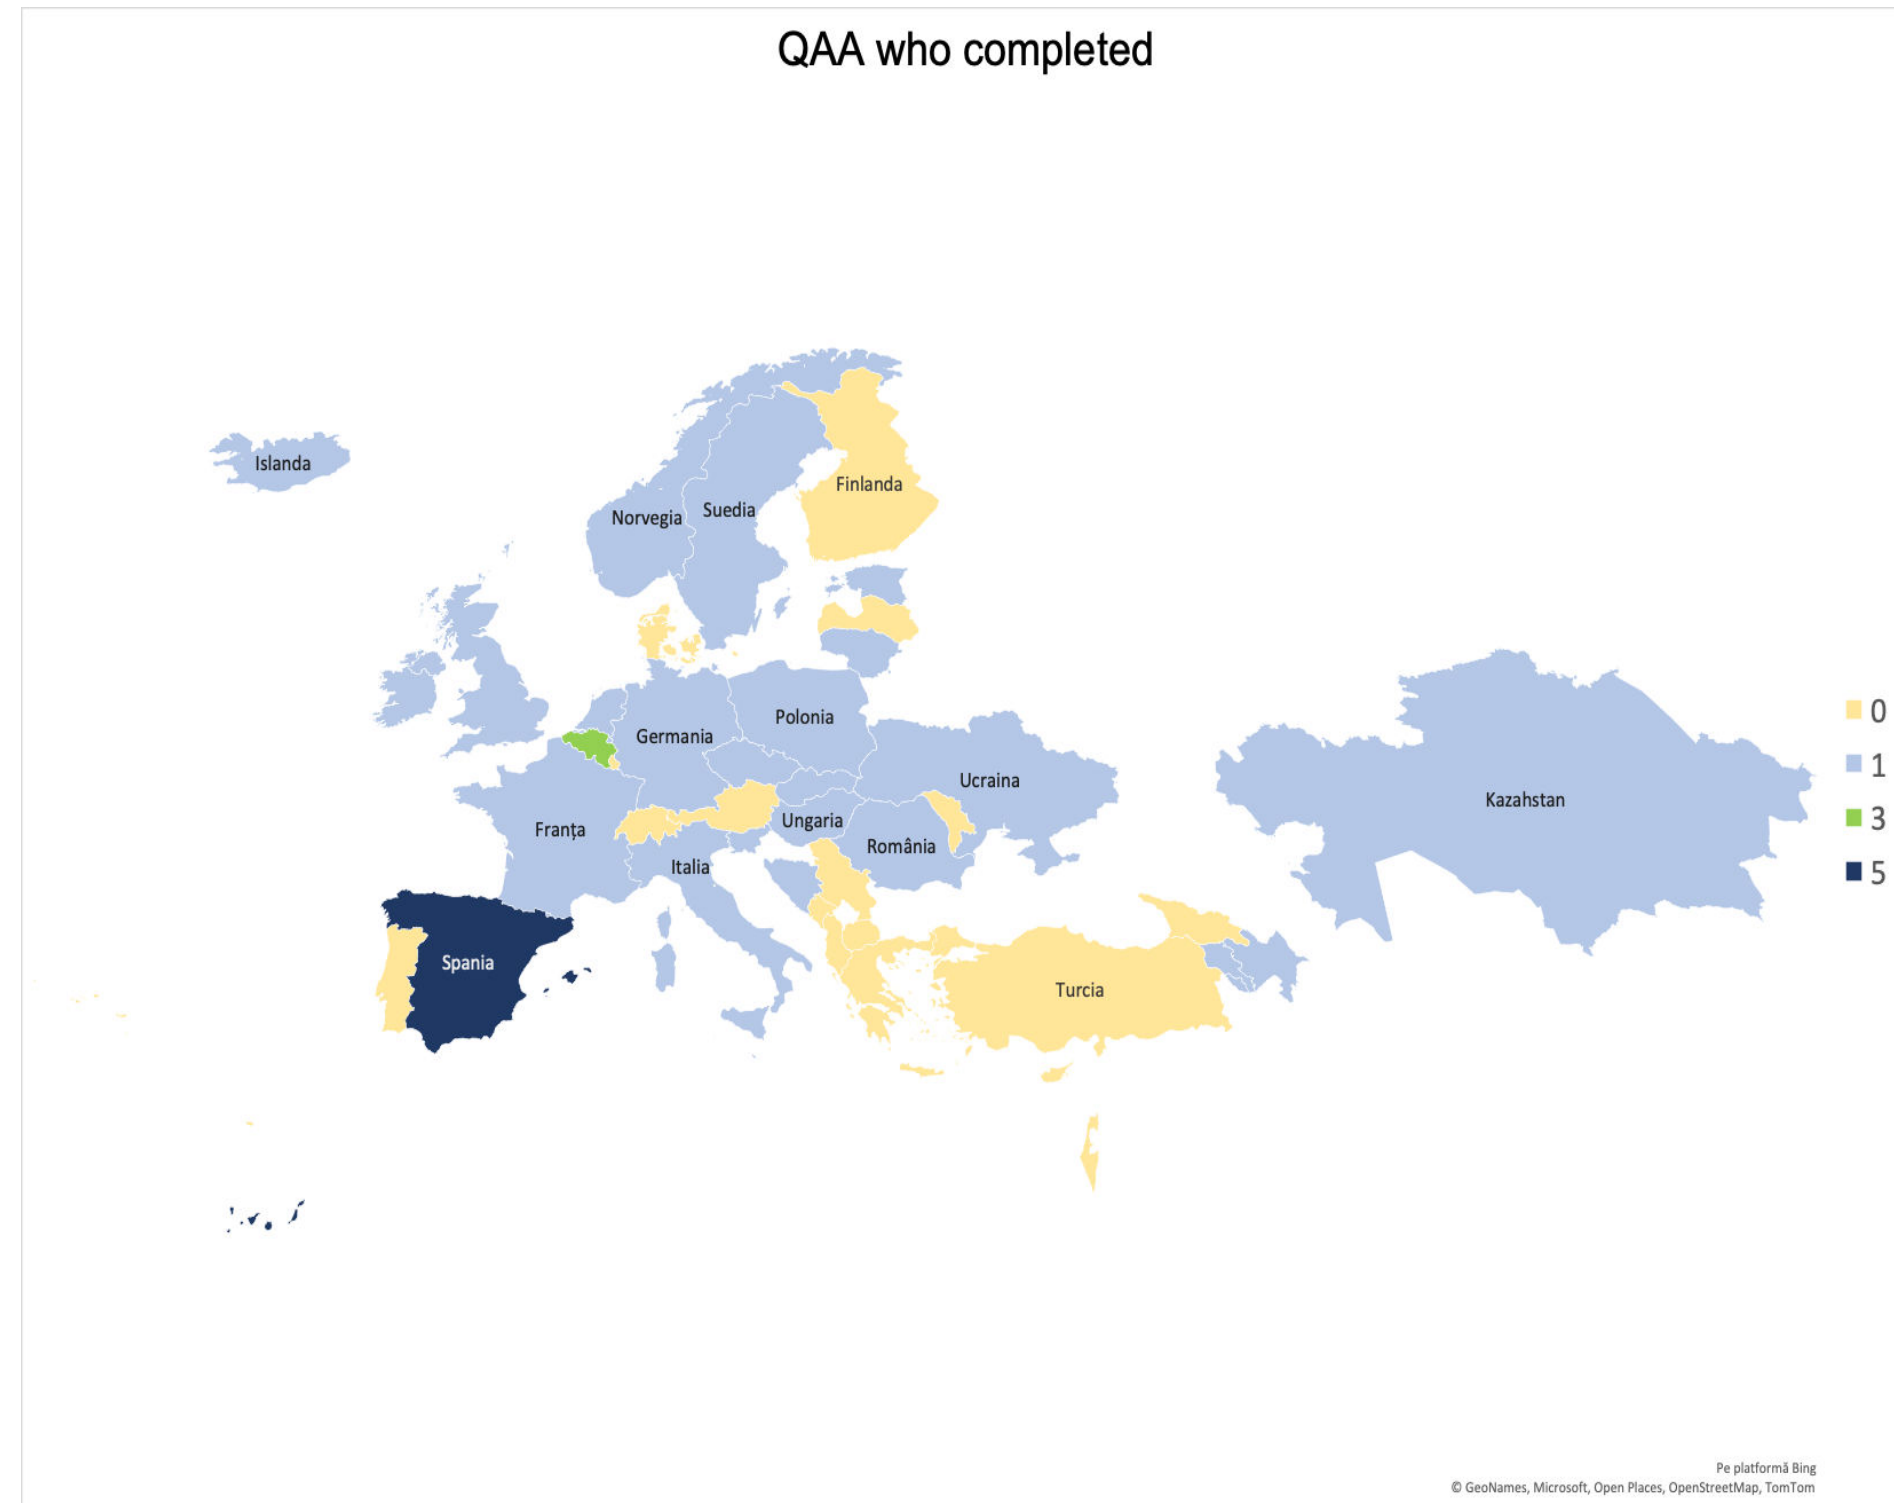 QAA who completed
Islanda
Finlanda
Norvegia
Suedia
Polonia
Germania
Ucraina
Kazahstan
Franța
Ungaria
România
Italia
Spania
Turcia
0
1
3
5
Pe platformă Bing
© GeoNames, Microsoft, Open Places, OpenStreetMap, TomTom